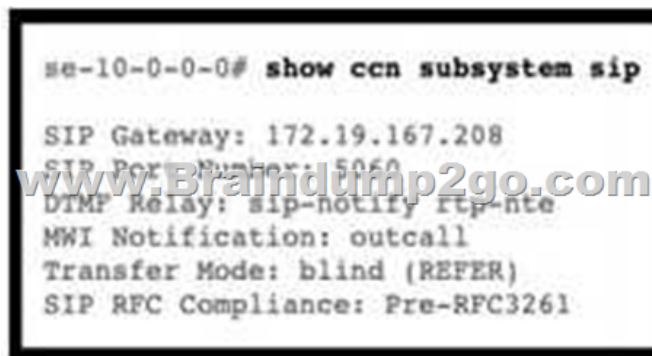 se-10-0-0-0# show ccn subsystem sip
SIP Gateway: 172.19.167.208
SIP Port Number: 5060
www.Braindump2go.com
DTMF Relay: sip-notify rtp-nte
MWI Notification: outcall
Transfer Mode: blind (REFER)
SIP RFC Compliance: Pre-RFC3261